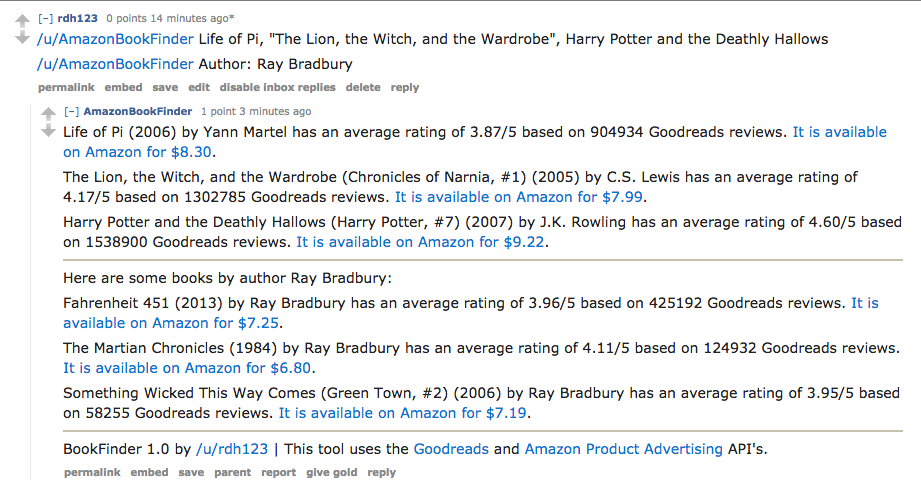 [–] rdh123 0 points 14 minutes ago*
/u/AmazonBookFinder Life of Pi, "The Lion, the Witch, and the Wardrobe", Harry Potter and the Deathly Hallows
/u/AmazonBookFinder Author: Ray Bradbury
permalink embed save edit disable inbox replies delete reply
[–] AmazonBookFinder 1 point 3 minutes ago
Life of Pi (2006) by Yann Martel has an average rating of 3.87/5 based on 904934 Goodreads reviews. It is available
on Amazon for $8.30.
The Lion, the Witch, and the Wardrobe (Chronicles of Narnia, #1) (2005) by C.S. Lewis has an average rating of
4.17/5 based on 1302785 Goodreads reviews. It is available on Amazon for $7.99.
Harry Potter and the Deathly Hallows (Harry Potter, #7) (2007) by J.K. Rowling has an average rating of 4.60/5 based
on 1538900 Goodreads reviews. It is available on Amazon for $9.22.
Here are some books by author Ray Bradbury:
Fahrenheit 451 (2013) by Ray Bradbury has an average rating of 3.96/5 based on 425192 Goodreads reviews. It is
available on Amazon for $7.25.
The Martian Chronicles (1984) by Ray Bradbury has an average rating of 4.11/5 based on 124932 Goodreads reviews.
It is available on Amazon for $6.80.
Something Wicked This Way Comes (Green Town, #2) (2006) by Ray Bradbury has an average rating of 3.95/5 based
on 58255 Goodreads reviews. It is available on Amazon for $7.19.
BookFinder 1.0 by /u/rdh123 | This tool uses the Goodreads and Amazon Product Advertising API's.
permalink embed save parent report give gold reply